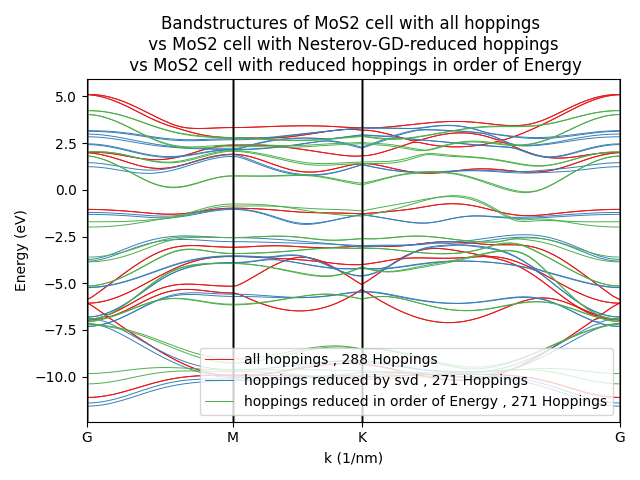 Bandstructures of MoS2 cell with all hoppings
vs MoS2 cell with Nesterov-GD-reduced hoppings
vs MoS2 cell with reduced hoppings in order of Energy
5.0
2.5
0.0
−2.5
−5.0
−7.5
−10.0
Energy (eV)
all hoppings , 288 Hoppings
hoppings reduced by svd , 271 Hoppings
hoppings reduced in order of Energy , 271 Hoppings
G M K G
k (1/nm)